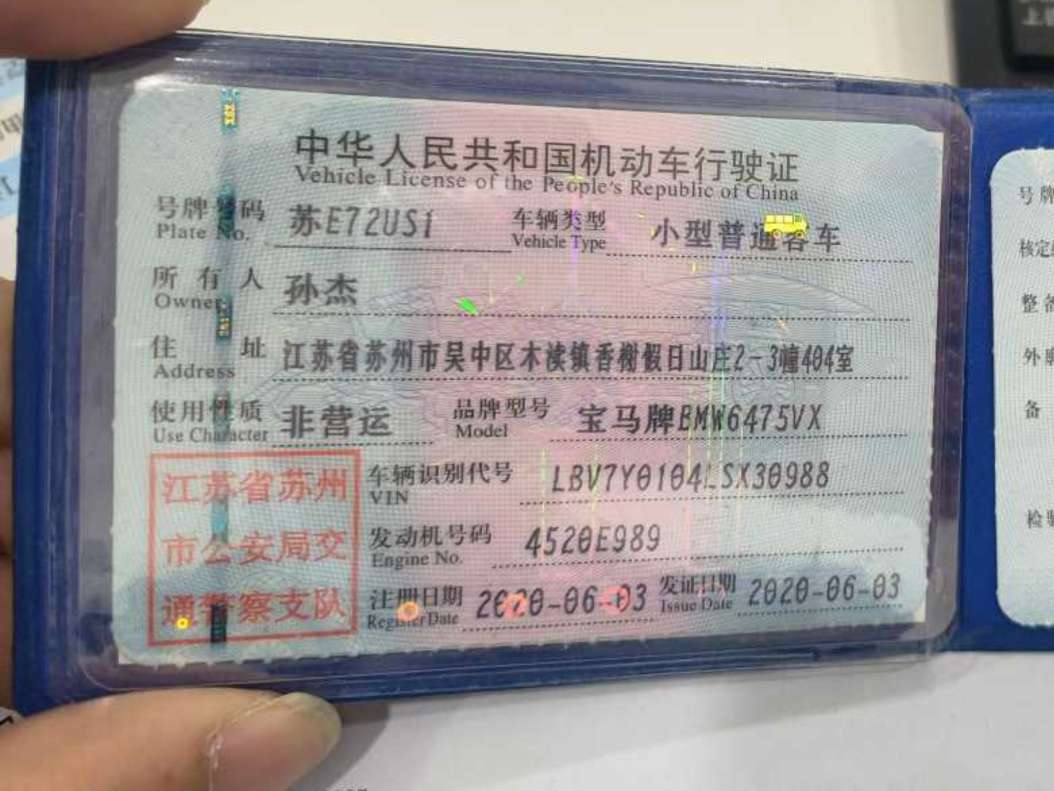 中华人民共和国机动车行驶证
Vehicle License of the People's Republic of China
号牌号码 苏E72US1 车辆类型 小型普通客车
Plate No. Vehicle Type
所有人 孙杰
Owner
住址 江苏省苏州市吴中区木渎镇香榭假日山庄2-3幢404室
Address
使用性质 非营运 品牌型号 宝马牌BMW6475VX
Use Character Model
江苏省苏州
市公安局交
通警察支队
车辆识别代号 LBV7Y0104LSX30988
VIN
发动机号码 4520E989
Engine No.
注册日期 2020-06-03 发证日期 2020-06-03
Register Date Issue Date
号牌
核定
整备
外廓
备
检验